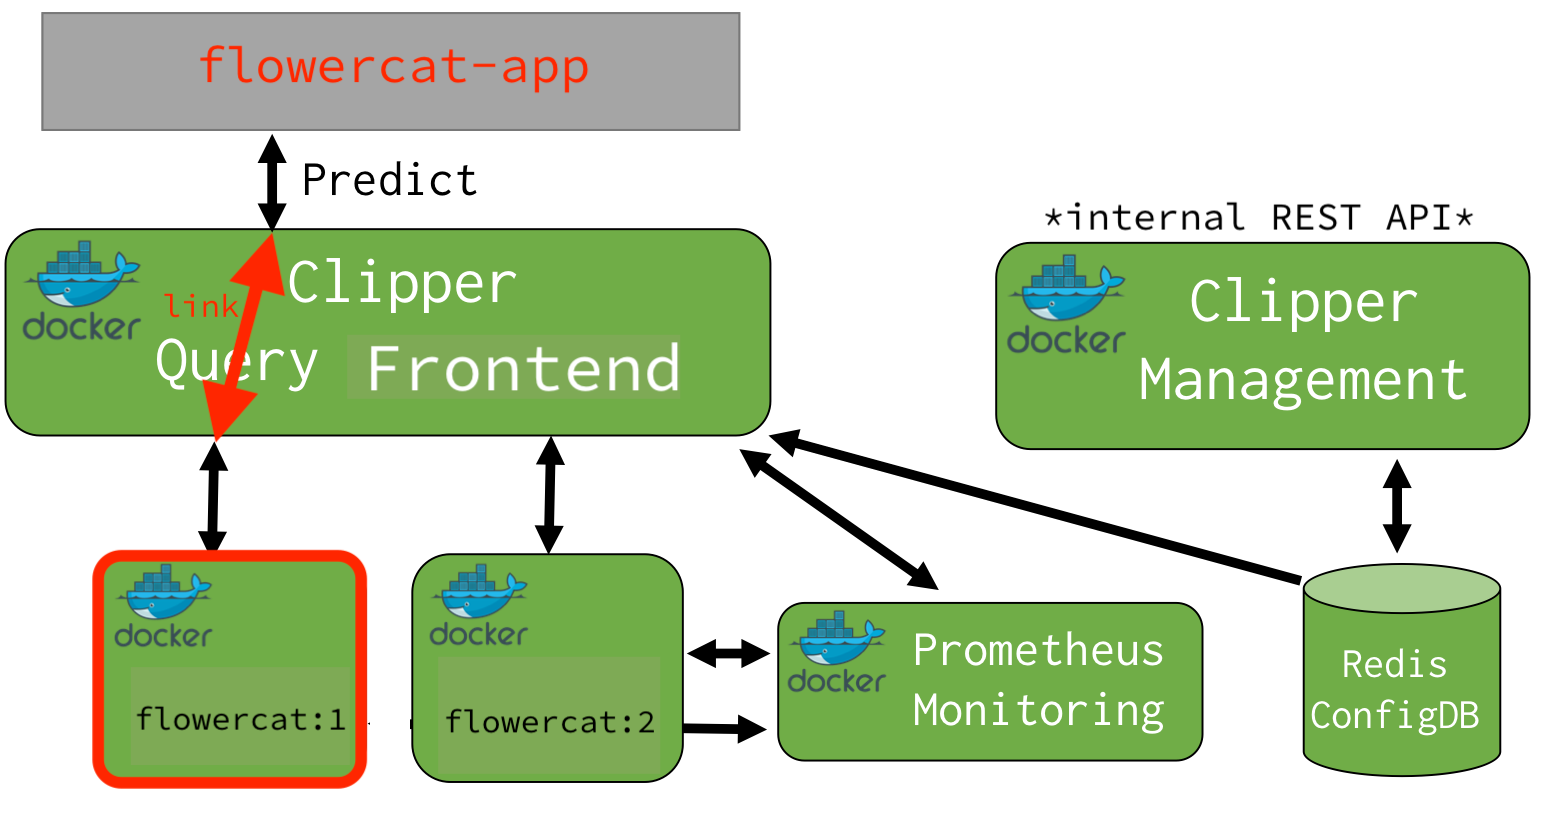 flowercat-app
Predict
*internal REST API*
docker
link
Clipper
Query Frontend
docker
Clipper
Management
docker
flowercat:1
docker
flowercat:2
docker
Prometheus
Monitoring
Redis
ConfigDB